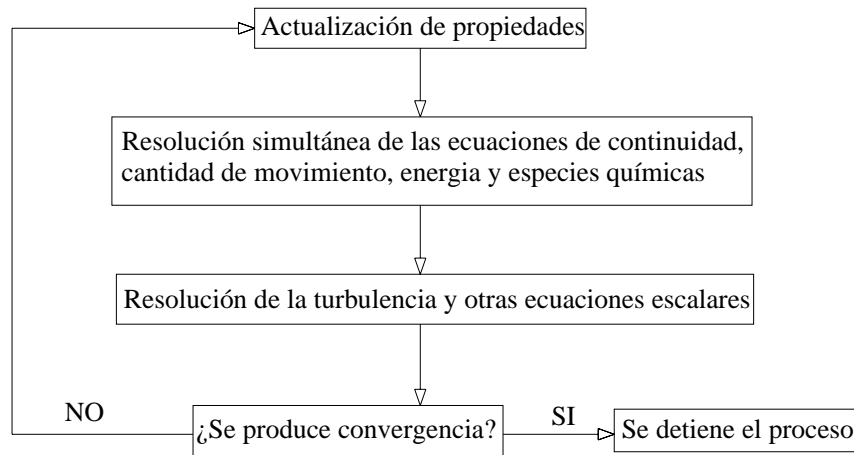 Actualización de propiedades
Resolución simultánea de las ecuaciones de continuidad,
cantidad de movimiento, energia y especies químicas
Resolución de la turbulencia y otras ecuaciones escalares
NO
¿Se produce convergencia?
SI
Se detiene el proceso